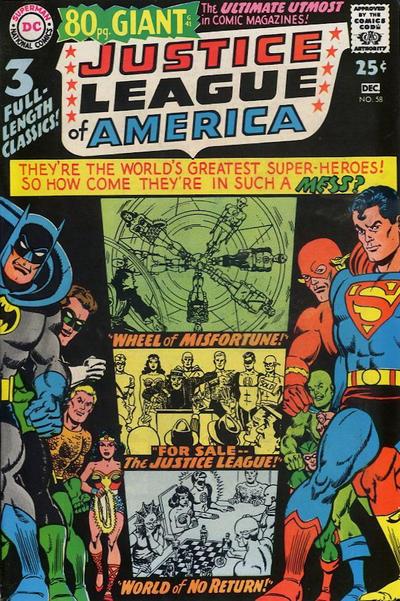 SUPERMAN
DC
NATIONAL COMICS
80 pg. GIANT
G
41
The ULTIMATE UTMOST
in COMIC MAGAZINES!
APPROVED
BY THE
COMICS
CODE
AUTHORITY
JUSTICE
LEAGUE
of AMERICA
25¢
DEC.
NO. 58
3
FULL-
LENGTH
CLASSICS!
THEY'RE THE WORLD'S GREATEST SUPER-HEROES!
SO HOW COME THEY'RE IN SUCH A MESS?
S
"WHEEL OF MISFORTUNE!"
"FOR SALE--
The JUSTICE LEAGUE!"
"WORLD OF NO RETURN!"